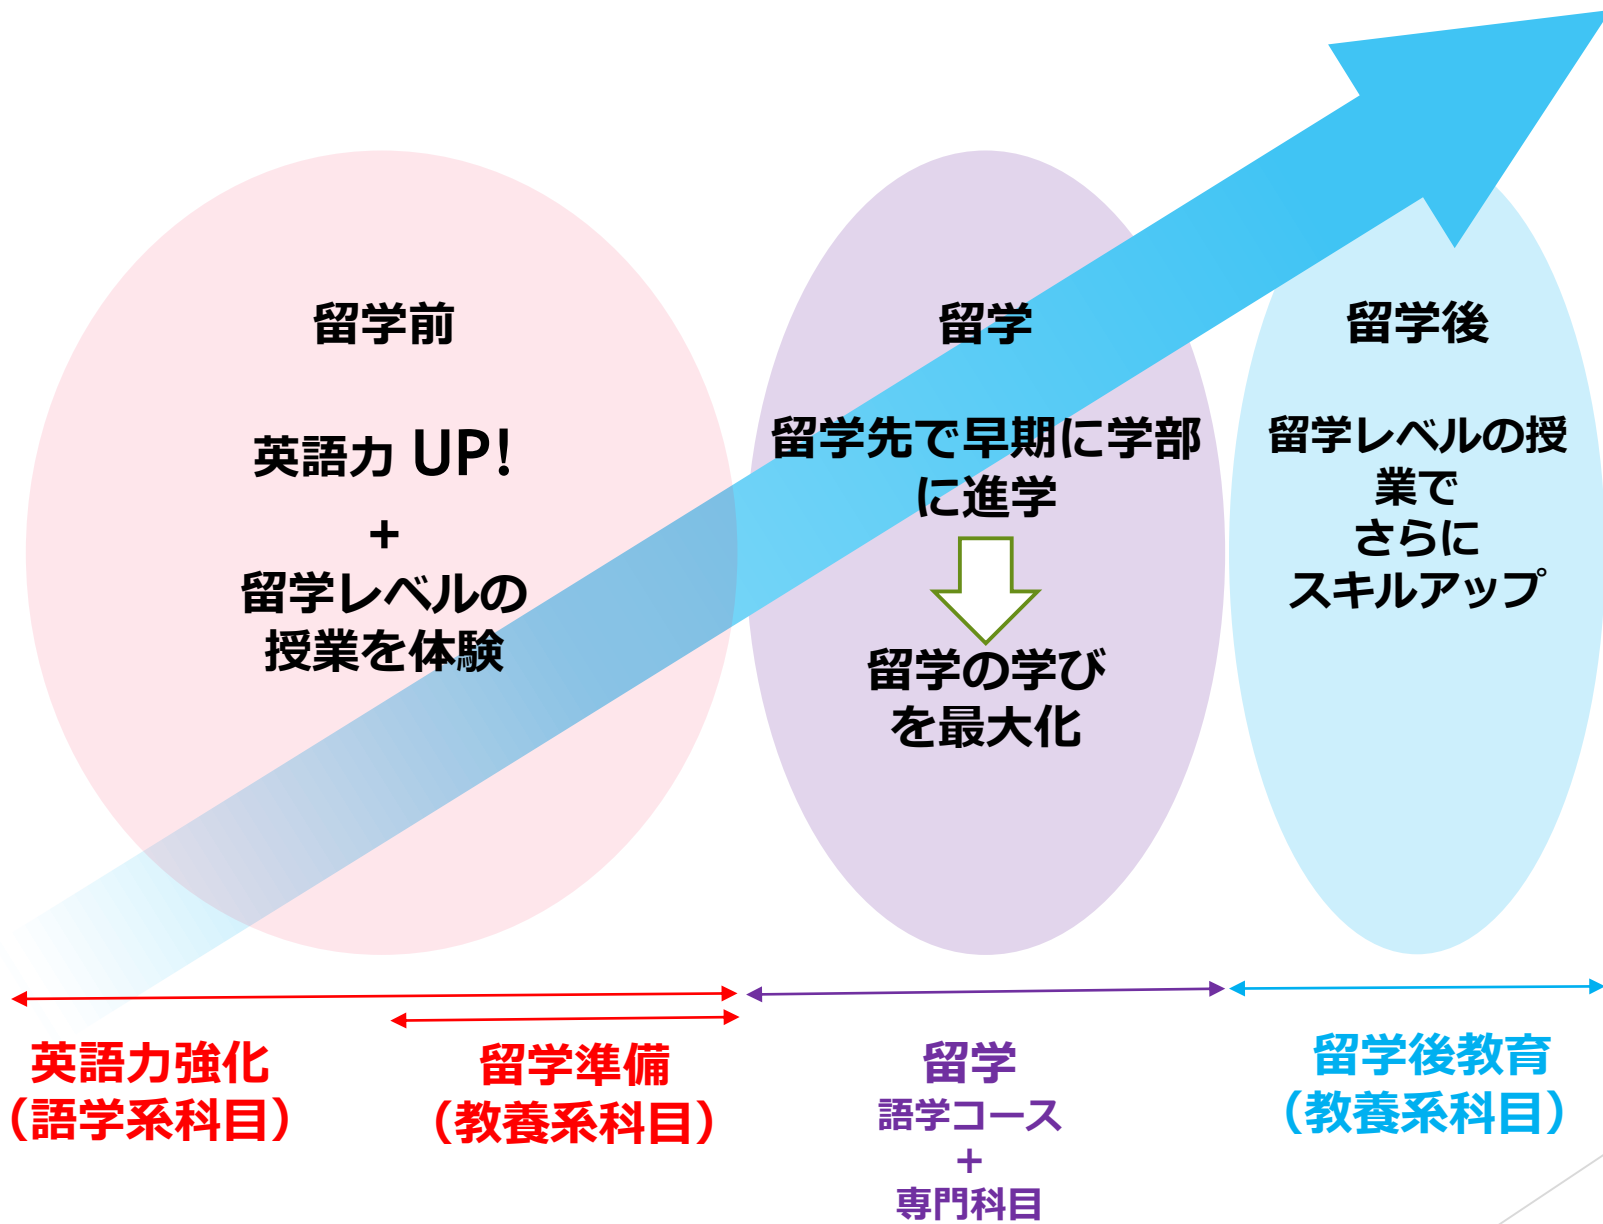 留学前
英語力 UP!
+
留学レベルの
授業を体験
留学
留学先で早期に学部
に進学
留学の学び
を最大化
留学後
留学レベルの授
業で
さらに
スキルアップ
英語力強化
（語学系科目）
留学準備
（教養系科目）
留学
語学コース
+
専門科目
留学後教育
（教養系科目）